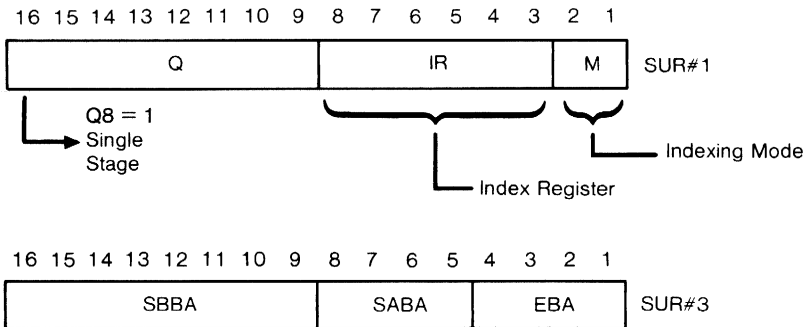 16 15 14 13 12 11 10 9 8 7 6 5 4 3 2 1
Q IR M SUR#1
Q8 = 1
Single
Stage
Indexing Mode
Index Register
16 15 14 13 12 11 10 9 8 7 6 5 4 3 2 1
SBBA SABA EBA SUR#3